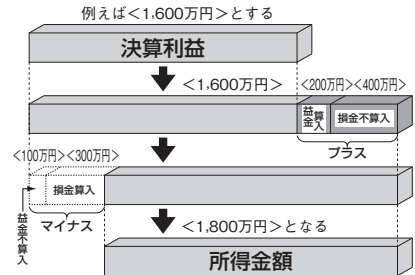 例えば<1,600万円>とする
決算利益
<1,600万円>
<200万円><400万円>
益金算入
損金不算入
プラス
<100万円><300万円>
損金算入
益金不算入
マイナス
<1,800万円>となる
所得金額